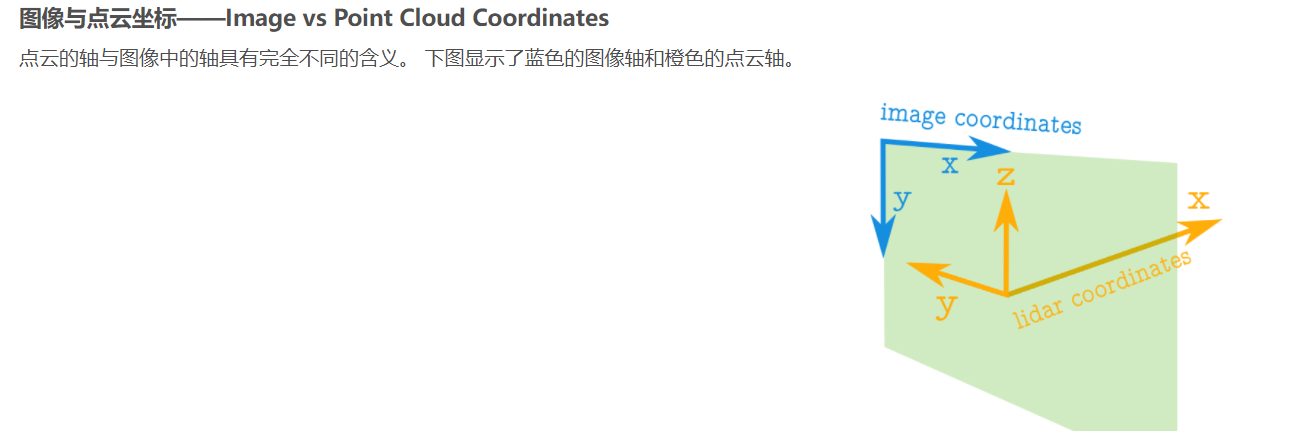 图像与点云坐标——Image vs Point Cloud Coordinates
点云的轴与图像中的轴具有完全不同的含义。 下图显示了蓝色的图像轴和橙色的点云轴。
image coordinates
x
z
y
x
y
lidar coordinates